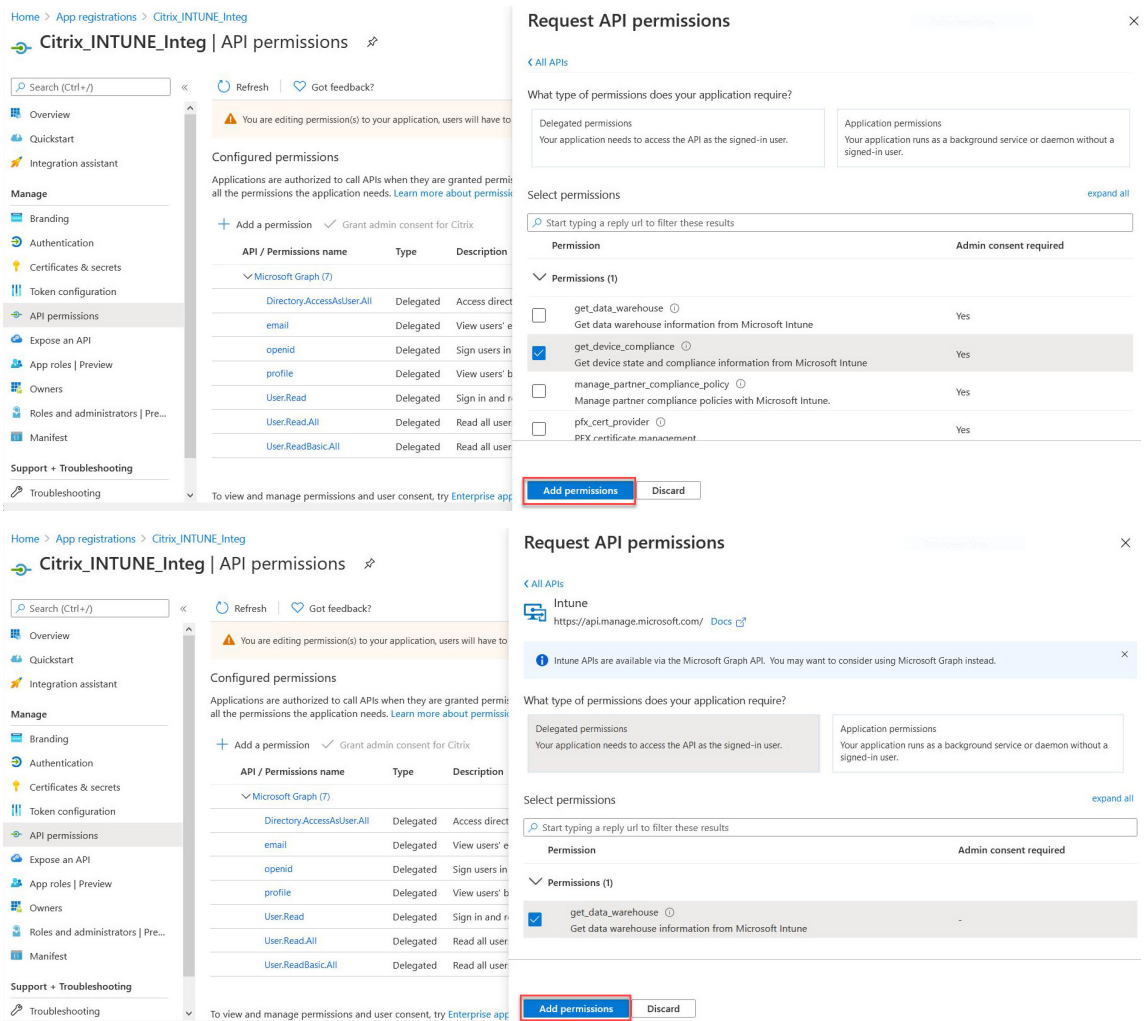 Home > App registrations > Citrix_INTUNE_Integ
Citrix_INTUNE_Integ | API permissions
Search (Ctrl+/)
«
Overview
Quickstart
Integration assistant
Manage
Branding
Authentication
Certificates & secrets
Token configuration
API permissions
Expose an API
App roles | Preview
Owners
Roles and administrators | Pre...
Manifest
Support + Troubleshooting
Troubleshooting
Refresh
Got feedback?
You are editing permission(s) to your application, users will have to
Configured permissions
Applications are authorized to call APIs when they are granted permis
all the permissions the application needs. Learn more about permissio
Add a permission Grant admin consent for Citrix
API / Permissions name Type Description
Microsoft Graph (7)
Directory.AccessAsUser.All Delegated Access direct
email Delegated View users' e
openid Delegated Sign users in
profile Delegated View users' b
User.Read Delegated Sign in and r
User.Read.All Delegated Read all user
User.ReadBasic.All Delegated Read all user
To view and manage permissions and user consent, try Enterprise app
Request API permissions
All APIs
What type of permissions does your application require?
Delegated permissions
Your application needs to access the API as the signed-in user.
Application permissions
Your application runs as a background service or daemon without a
signed-in user.
Select permissions
expand all
Start typing a reply url to filter these results
Permission Admin consent required
Permissions (1)
get_data_warehouse
Get data warehouse information from Microsoft Intune
Yes
get_device_compliance
Get device state and compliance information from Microsoft Intune
Yes
manage_partner_compliance_policy
Manage partner compliance policies with Microsoft Intune.
Yes
pfx_cert_provider
PFX certificate management
Yes
Add permissions Discard
Home > App registrations > Citrix_INTUNE_Integ
Citrix_INTUNE_Integ | API permissions
Search (Ctrl+/)
«
Overview
Quickstart
Integration assistant
Manage
Branding
Authentication
Certificates & secrets
Token configuration
API permissions
Expose an API
App roles | Preview
Owners
Roles and administrators | Pre...
Manifest
Support + Troubleshooting
Troubleshooting
Refresh
Got feedback?
You are editing permission(s) to your application, users will have to
Configured permissions
Applications are authorized to call APIs when they are granted permis
all the permissions the application needs. Learn more about permissio
Add a permission Grant admin consent for Citrix
API / Permissions name Type Description
Microsoft Graph (7)
Directory.AccessAsUser.All Delegated Access direct
email Delegated View users' e
openid Delegated Sign users in
profile Delegated View users' b
User.Read Delegated Sign in and r
User.Read.All Delegated Read all user
User.ReadBasic.All Delegated Read all user
To view and manage permissions and user consent, try Enterprise app
Request API permissions
All APIs
Intune
https://api.manage.microsoft.com/ Docs
Intune APIs are available via the Microsoft Graph API. You may want to consider using Microsoft Graph instead.
What type of permissions does your application require?
Delegated permissions
Your application needs to access the API as the signed-in user.
Application permissions
Your application runs as a background service or daemon without a
signed-in user.
Select permissions
expand all
Start typing a reply url to filter these results
Permission Admin consent required
Permissions (1)
get_data_warehouse
Get data warehouse information from Microsoft Intune
-
Add permissions Discard